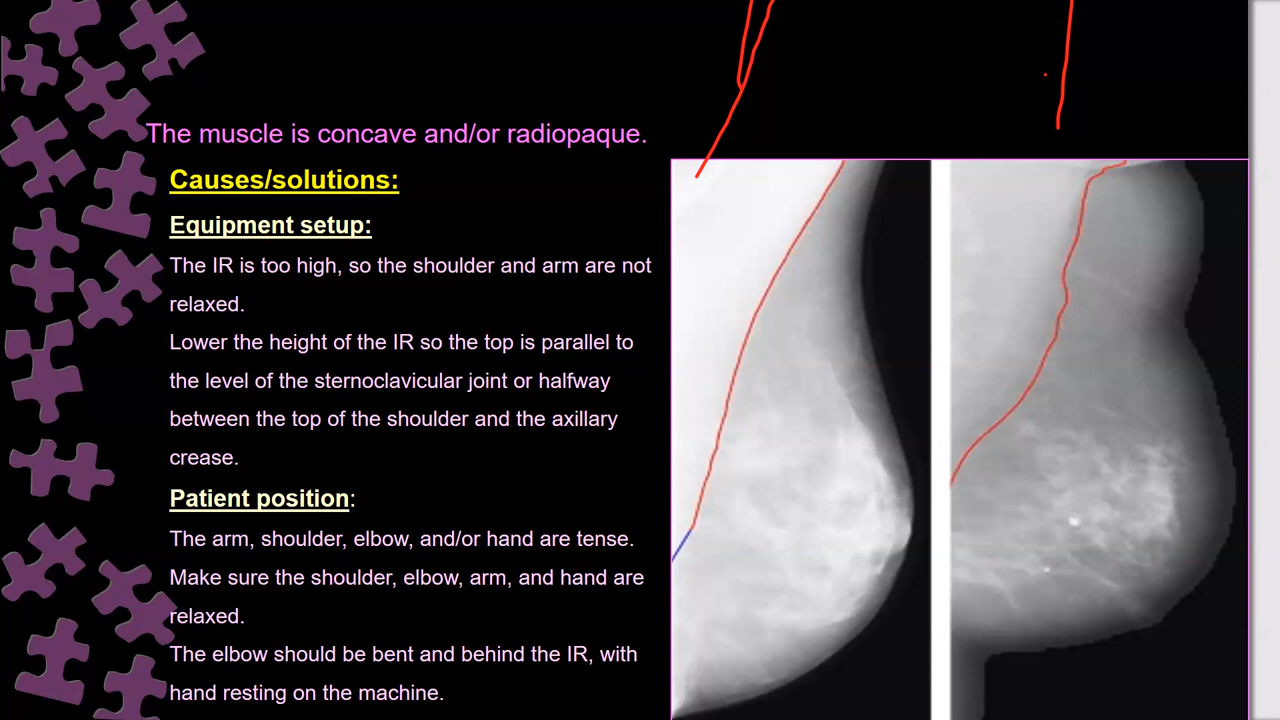 The muscle is concave and/or radiopaque.
Causes/solutions:
Equipment setup:
The IR is too high, so the shoulder and arm are not
relaxed.
Lower the height of the IR so the top is parallel to
the level of the sternoclavicular joint or halfway
between the top of the shoulder and the axillary
crease.
Patient position:
The arm, shoulder, elbow, and/or hand are tense.
Make sure the shoulder, elbow, arm, and hand are
relaxed.
The elbow should be bent and behind the IR, with
hand resting on the machine.